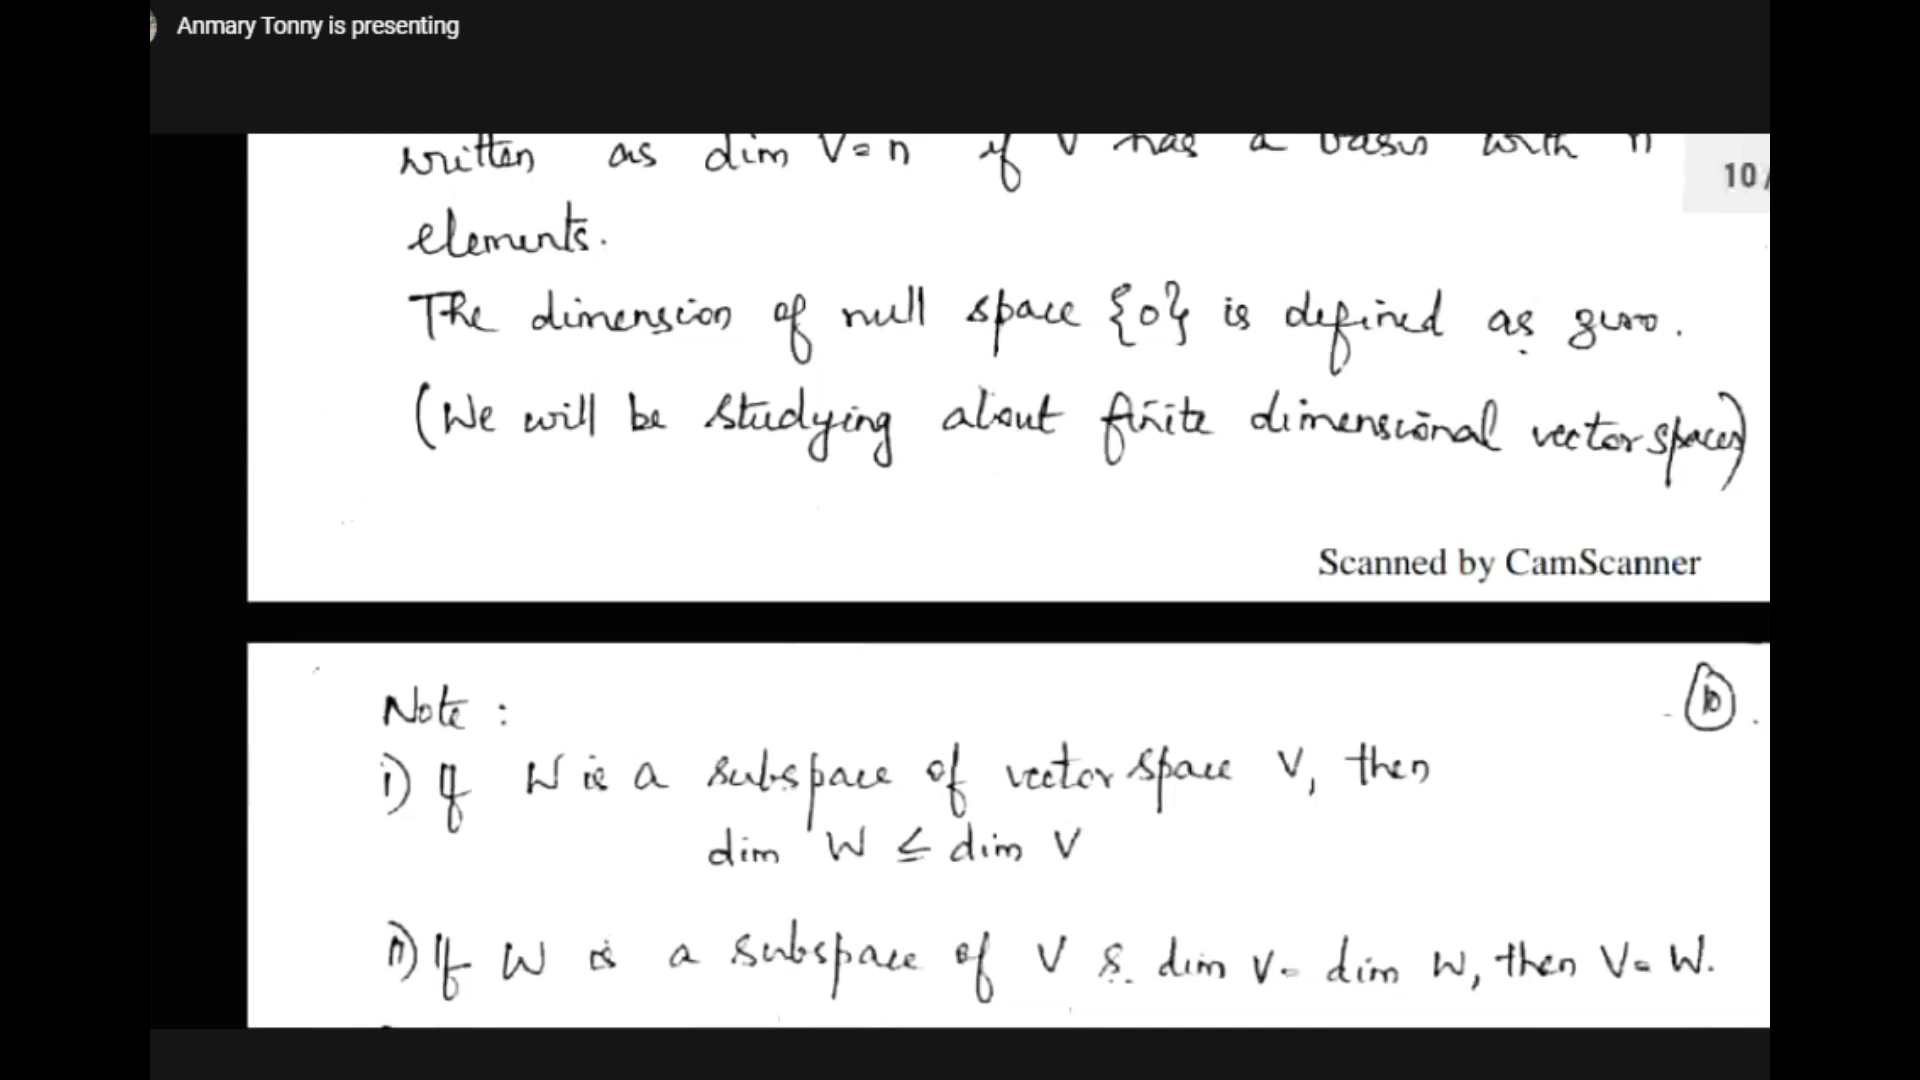 Anmary Tonny is presenting
written as dim V = n if V has a basis with n
10/
elements.
The dimension of null space {0} is defined as zero.
(We will be studying about finite dimensional vector spaces)
Scanned by CamScanner
Note :
10
i) If W is a subspace of vector space V, then
dim W ≤ dim V
ii) If W is a subspace of V & dim V = dim W, then V = W.